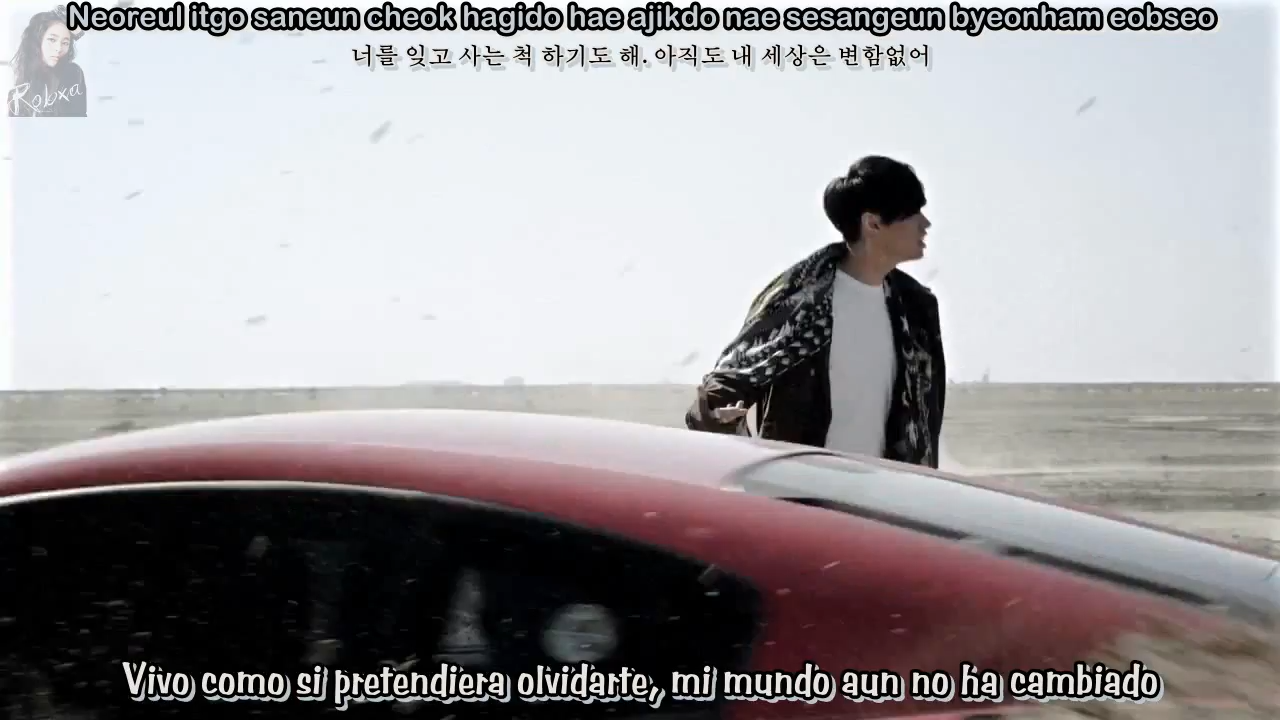 Neoreul itgo saneun cheok hagido hae ajikdo nae sesangeun byeonham eobseo
너를 잊고 사는 척 하기도 해. 아직도 내 세상은 변함없어
Robxa
Vivo como si pretendiera olvidarte, mi mundo aun no ha cambiado